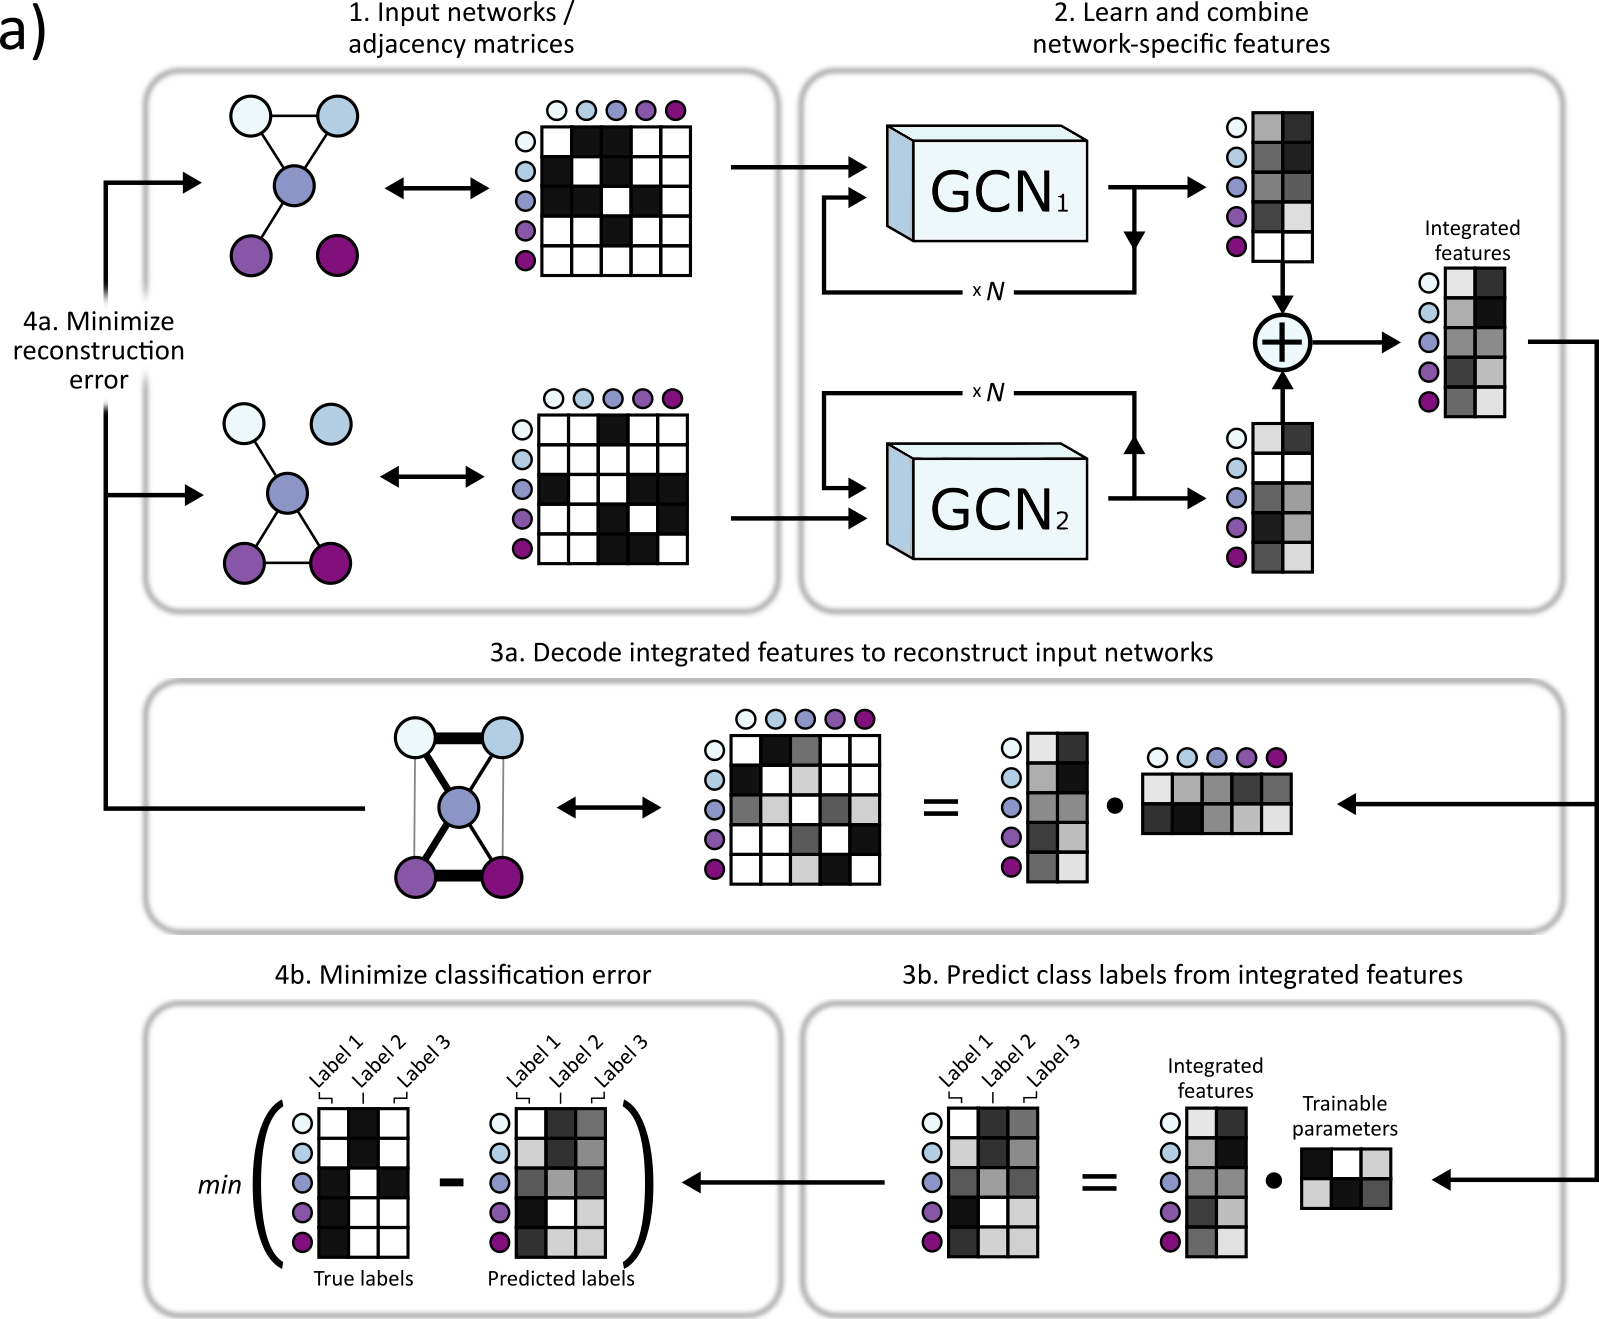 a)
1. Input networks /
adjacency matrices
2. Learn and combine
network-specific features
GCN1
x N
Integrated
features
4a. Minimize
reconstruction
error
x N
GCN2
3a. Decode integrated features to reconstruct input networks
=
4b. Minimize classification error
3b. Predict class labels from integrated features
Label 1
Label 2
Label 3
Label 1
Label 2
Label 3
Label 1
Label 2
Label 3
Integrated
features
Trainable
parameters
min
-
=
True labels
Predicted labels